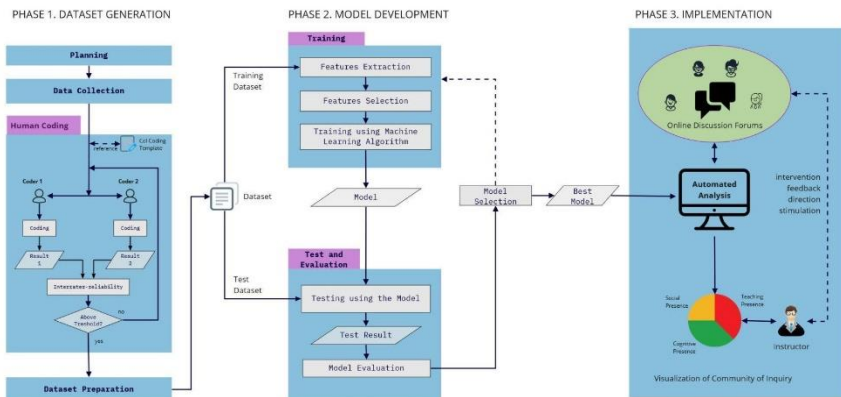 PHASE 1. DATASET GENERATION
Planning
Data Collection
Human Coding
reference
CoI Coding
Template
Coder 1
Coder 2
Coding
Coding
Result
1
Result
2
Interrates-reliability
Above
Treshold?
no
yes
Dataset Preparation
PHASE 2. MODEL DEVELOPMENT
Training
Training
Dataset
Features Extraction
Features Selection
Training using Machine
Learning Algorithm
Dataset
Model
Test and
Evaluation
Test
Dataset
Testing using the Model
Test Result
Model Evaluation
Model
Selection
Best
Model
PHASE 3. IMPLEMENTATION
Online Discussion Forums
Automated
Analysis
intervention
feedback
direction
stimulation
Social
Presence
Teaching
Presence
Cognitive
Presence
instructor
Visualization of Community of Inquiry